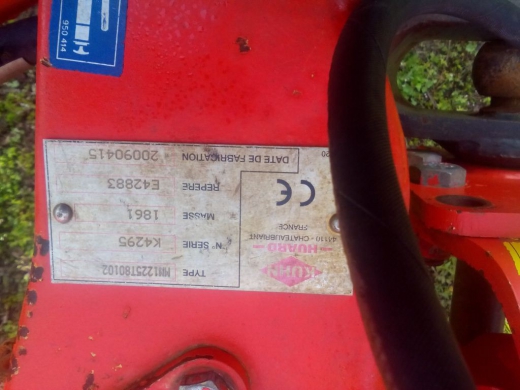 KUHN
HUARD
44110 - CHATEAUBRIANT
FRANCE
CE
TYPE
N° SERIE K4295
MASSE 1861
REPERE E42883
DATE DE FABRICATION 20090415
950 414